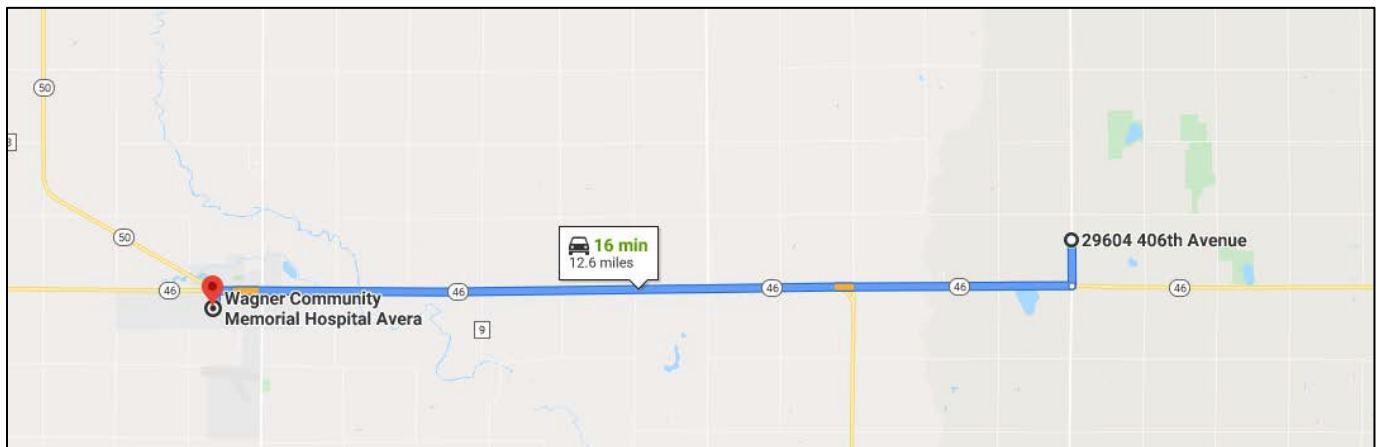 50
3
50
16 min
12.6 miles
29604 406th Avenue
46
Wagner Community
Memorial Hospital Avera
46
46
46
46
9